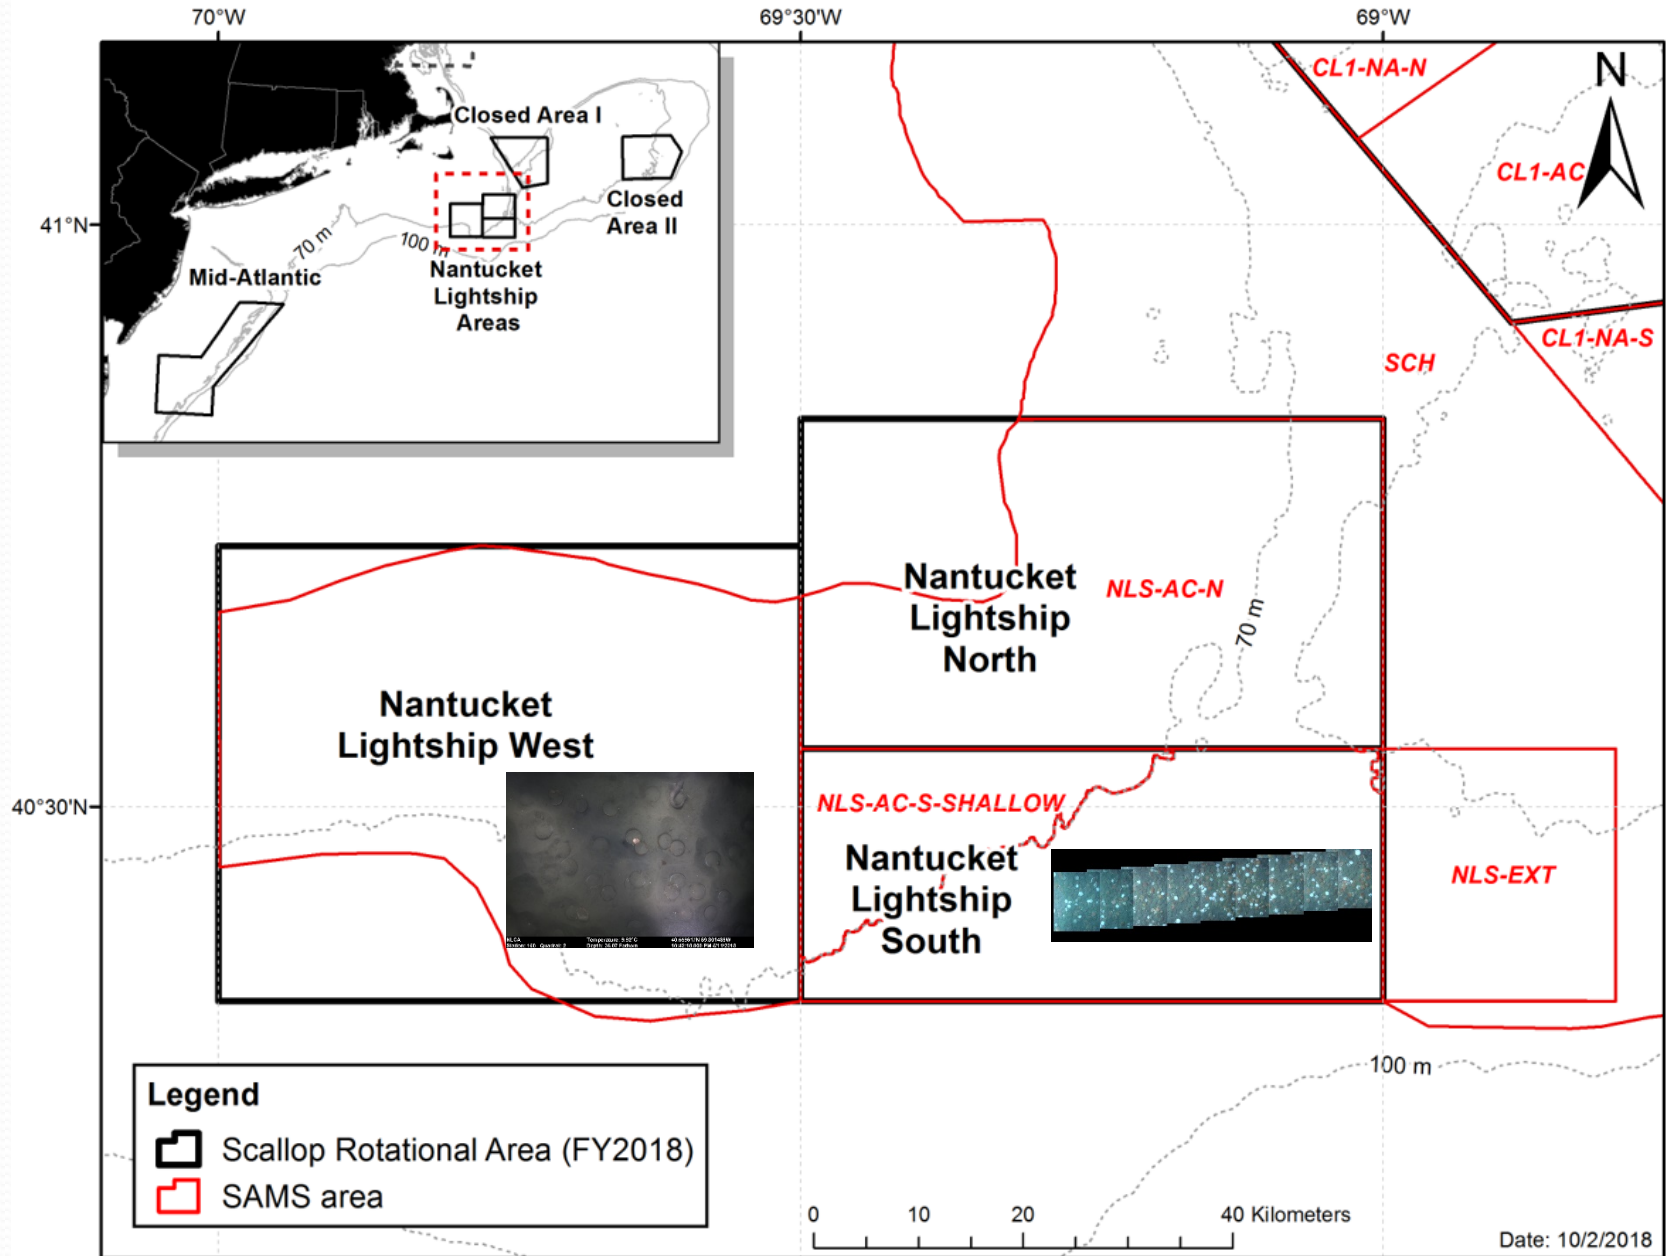 70°W
69°30'W
69°W
41°N
40°30'N
Closed Area I
Closed
Area II
70 m
100 m
Nantucket
Lightship
Areas
Mid-Atlantic
CL1-NA-N
N
CL1-AC
CL1-NA-S
SCH
Nantucket
Lightship
North
NLS-AC-N
70 m
Nantucket
Lightship West
NLS-AC-S-SHALLOW
Nantucket
Lightship
South
NLS-EXT
NLCA
100 m
Legend
Scallop Rotational Area (FY2018)
SAMS area
0 10 20 40 Kilometers
Date: 10/2/2018